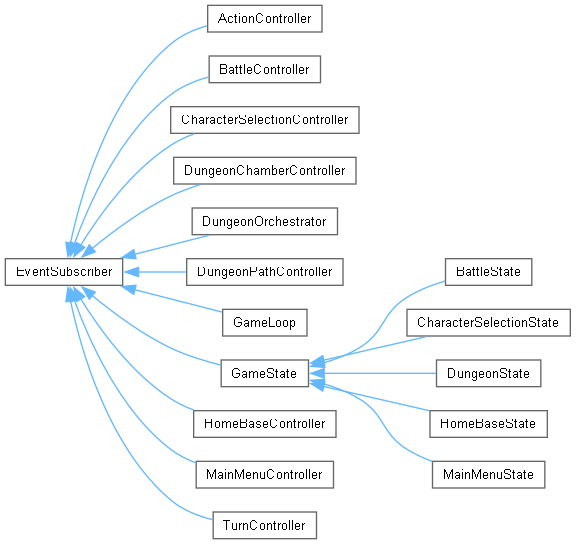 ActionController
BattleController
CharacterSelectionController
DungeonChamberController
DungeonOrchestrator
EventSubscriber
DungeonPathController
BattleState
GameLoop
CharacterSelectionState
GameState
DungeonState
HomeBaseController
HomeBaseState
MainMenuController
MainMenuState
TurnController